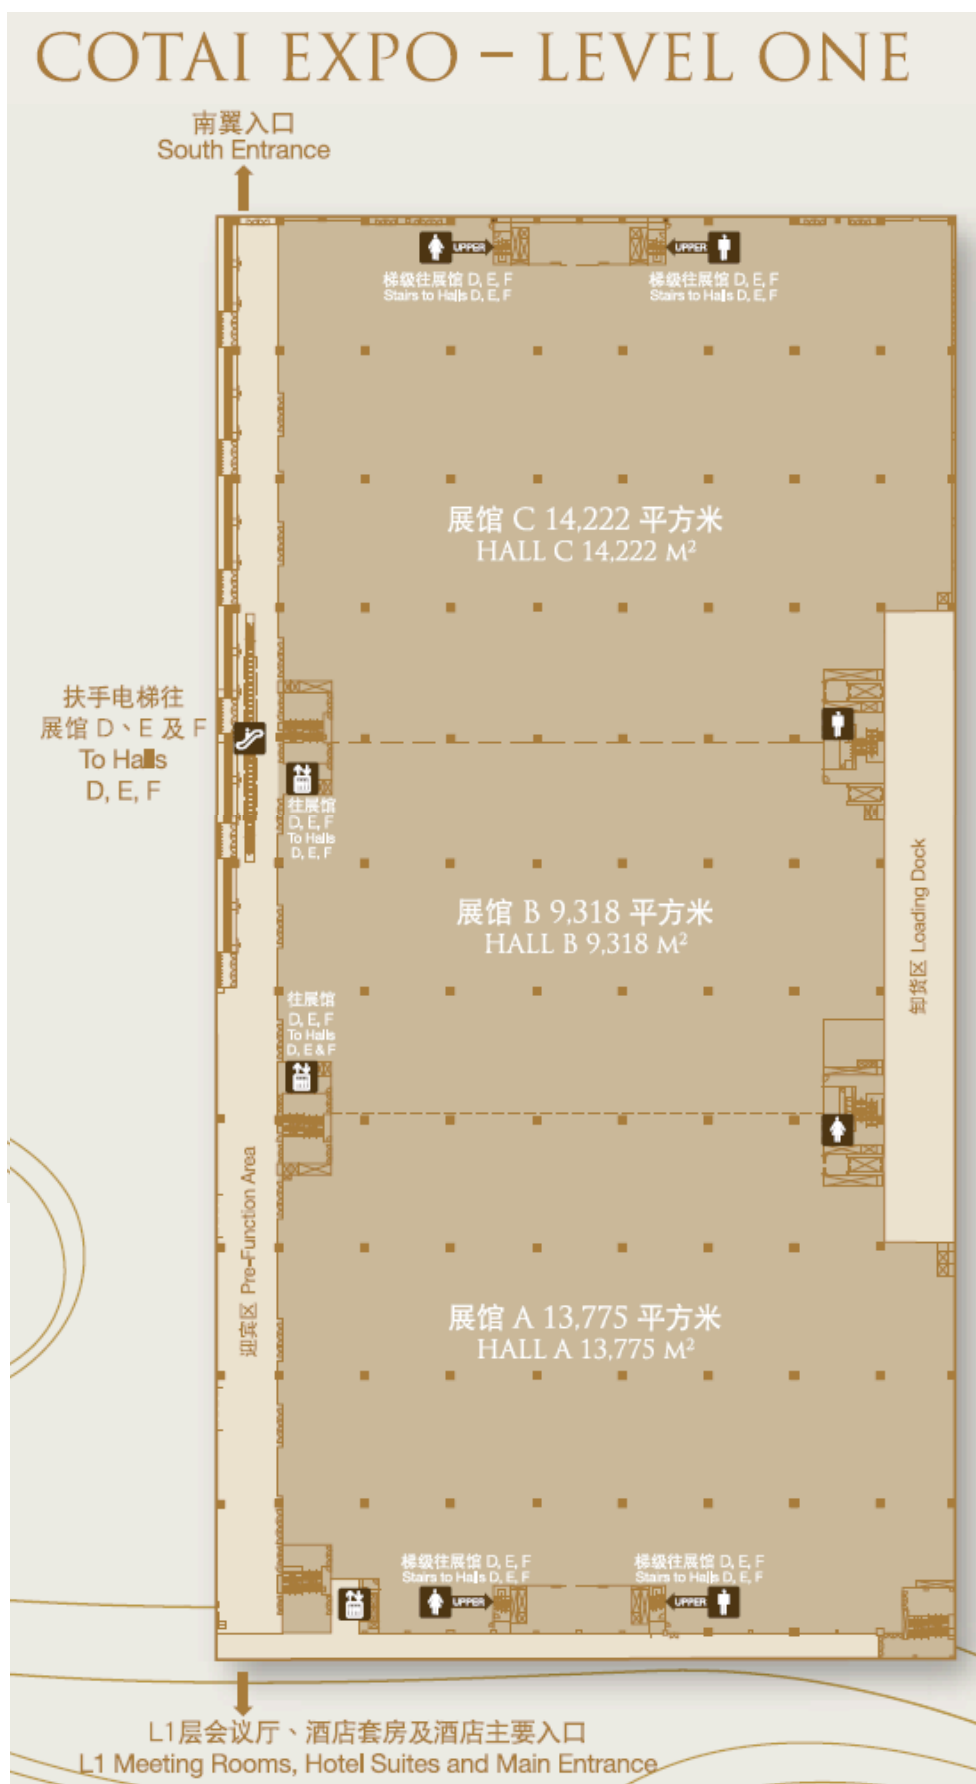 COTAI EXPO – LEVEL ONE
南翼入口
South Entrance
UPPER
UPPER
梯级往展馆 D, E, F
Stairs to Halls D, E, F
梯级往展馆 D, E, F
Stairs to Halls D, E, F
展馆 C 14,222 平方米
HALL C 14,222 M²
扶手电梯往
展馆 D、E 及 F
To Halls
D, E, F
往展馆
D, E, F
To Halls
D, E, F
卸货区 Loading Dock
展馆 B 9,318 平方米
HALL B 9,318 M²
往展馆
D, E, F
To Halls
D, E & F
迎宾区 Pre-Function Area
展馆 A 13,775 平方米
HALL A 13,775 M²
梯级往展馆 D, E, F
Stairs to Halls D, E, F
梯级往展馆 D, E, F
Stairs to Halls D, E, F
UPPER
UPPER
L1层会议厅、酒店套房及酒店主要入口
L1 Meeting Rooms, Hotel Suites and Main Entrance